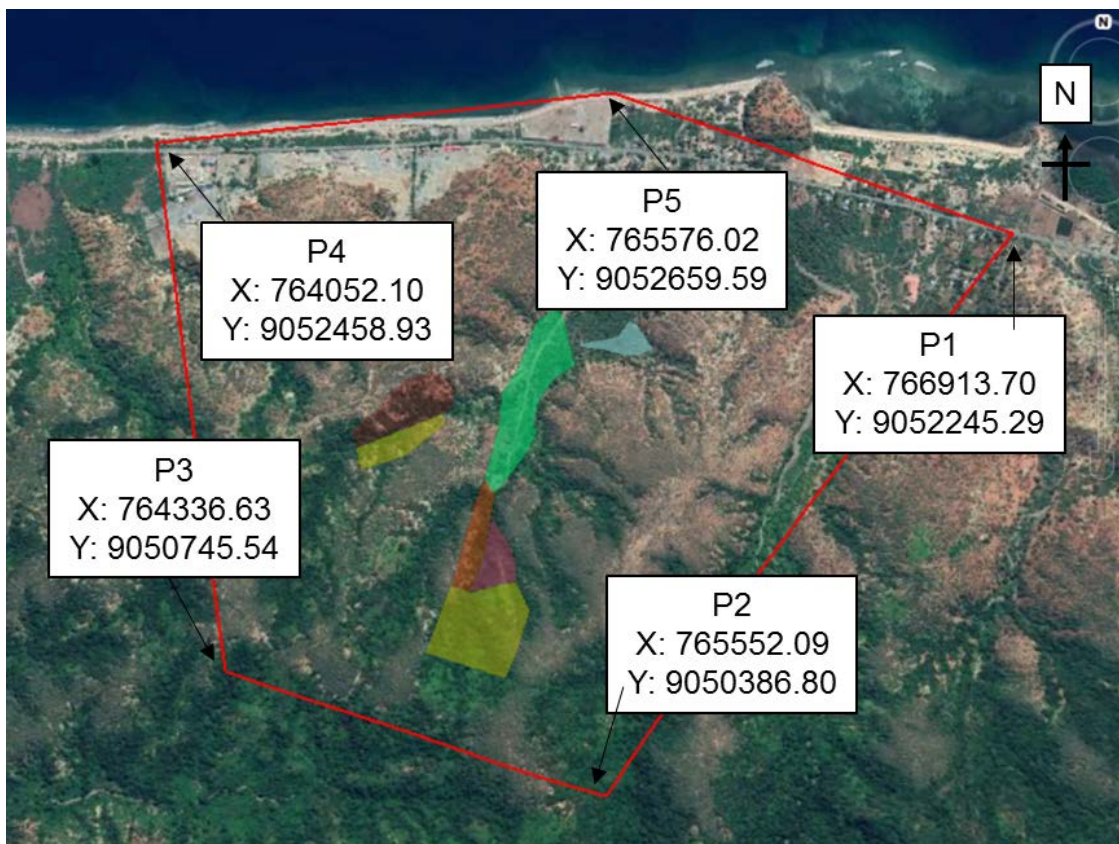 N
N
P5
X: 765576.02
Y: 9052659.59
P4
X: 764052.10
Y: 9052458.93
P1
X: 766913.70
Y: 9052245.29
P3
X: 764336.63
Y: 9050745.54
P2
X: 765552.09
Y: 9050386.80